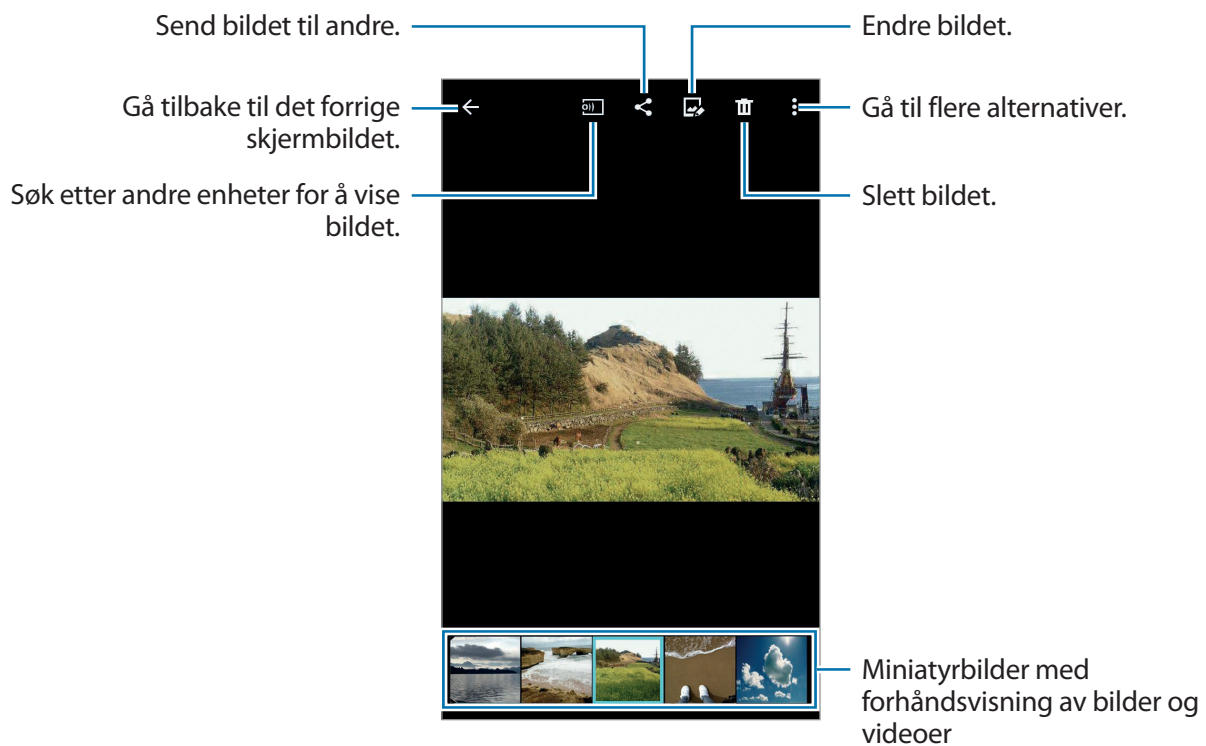 Send bildet til andre.
Endre bildet.
Gå tilbake til det forrige
skjermbildet.
Gå til flere alternativer.
Søk etter andre enheter for å vise
bildet.
Slett bildet.
Miniatyrbilder med
forhåndsvisning av bilder og
videoer